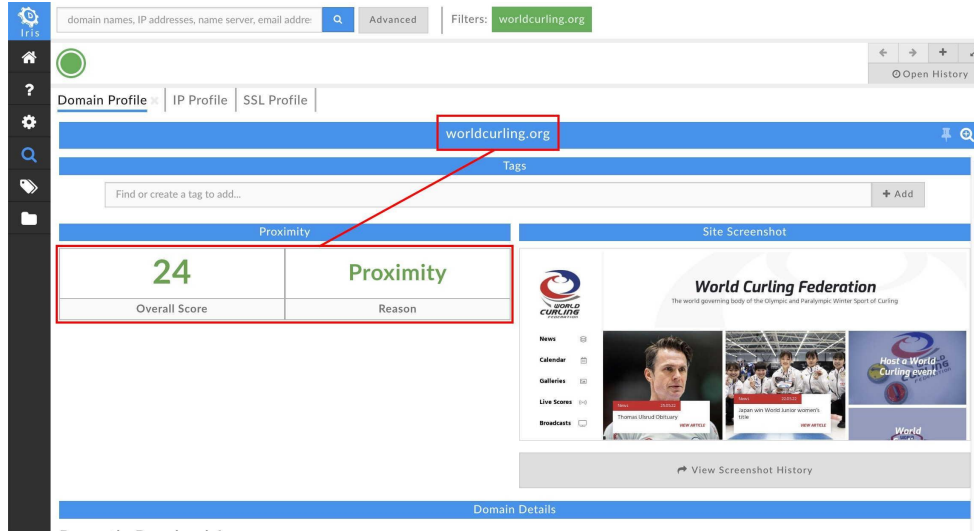 Iris
domain names, IP addresses, name server, email addre:
Advanced
Filters:
worldcurling.org
Open History
Domain Profile
IP Profile
SSL Profile
worldcurling.org
Tags
Find or create a tag to add...
+ Add
Proximity
24
Overall Score
Proximity
Reason
Site Screenshot
WORLD
CURLING
FEDERATION
World Curling Federation
The world governing body of the Olympic and Paralympic Winter Sport of Curling
News
Calendar
Galleries
Live Scores
Broadcasts
News
Thomas Ulsrud Obituary
VIEW ARTICLE
News
Japan win World Junior women's
title
VIEW ARTICLE
Host a World
Curling event
World
View Screenshot History
Domain Details